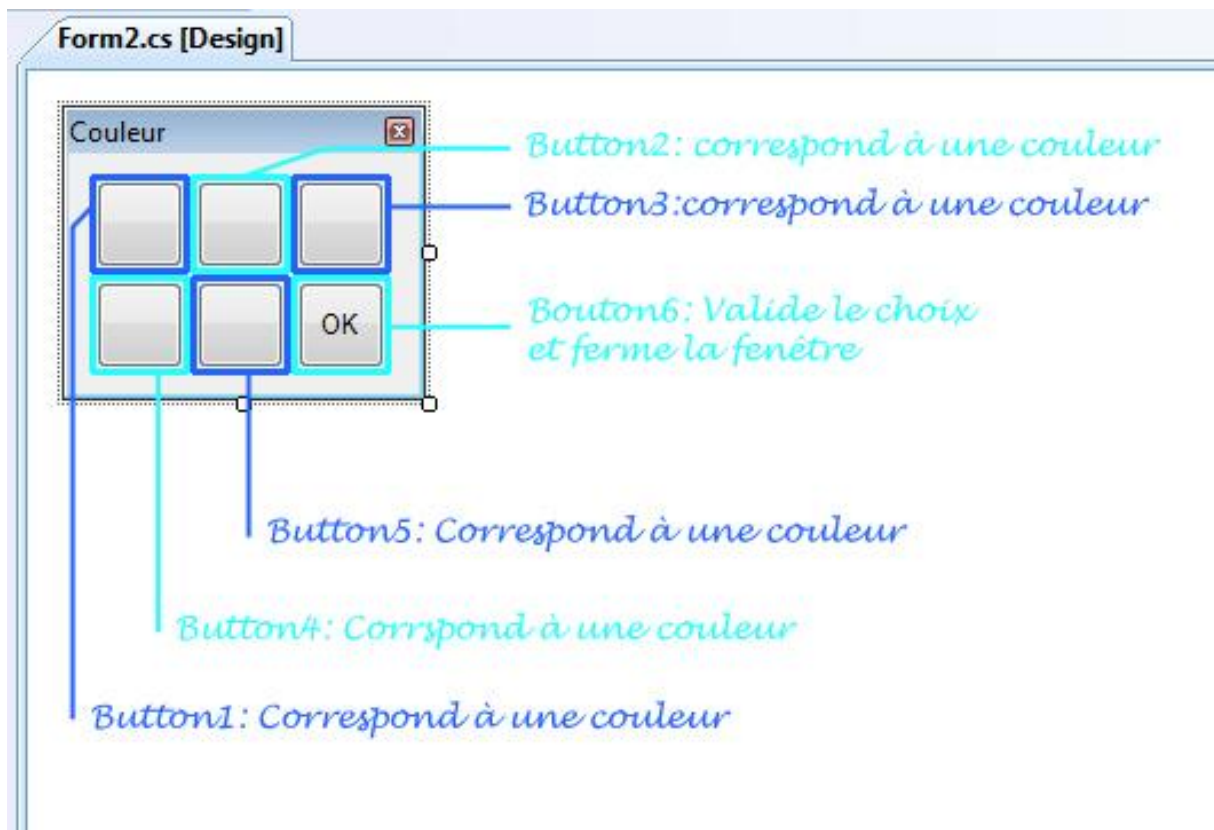 Form2.cs [Design]
Couleur
Button2: correspond à une couleur
Button3:correspond à une couleur
OK
Bouton6: Valide le choix
et ferme la fenétre
Button5: Correspond à une couleur
Button4: Corrspond à une couleur
Button1: Correspond à une couleur